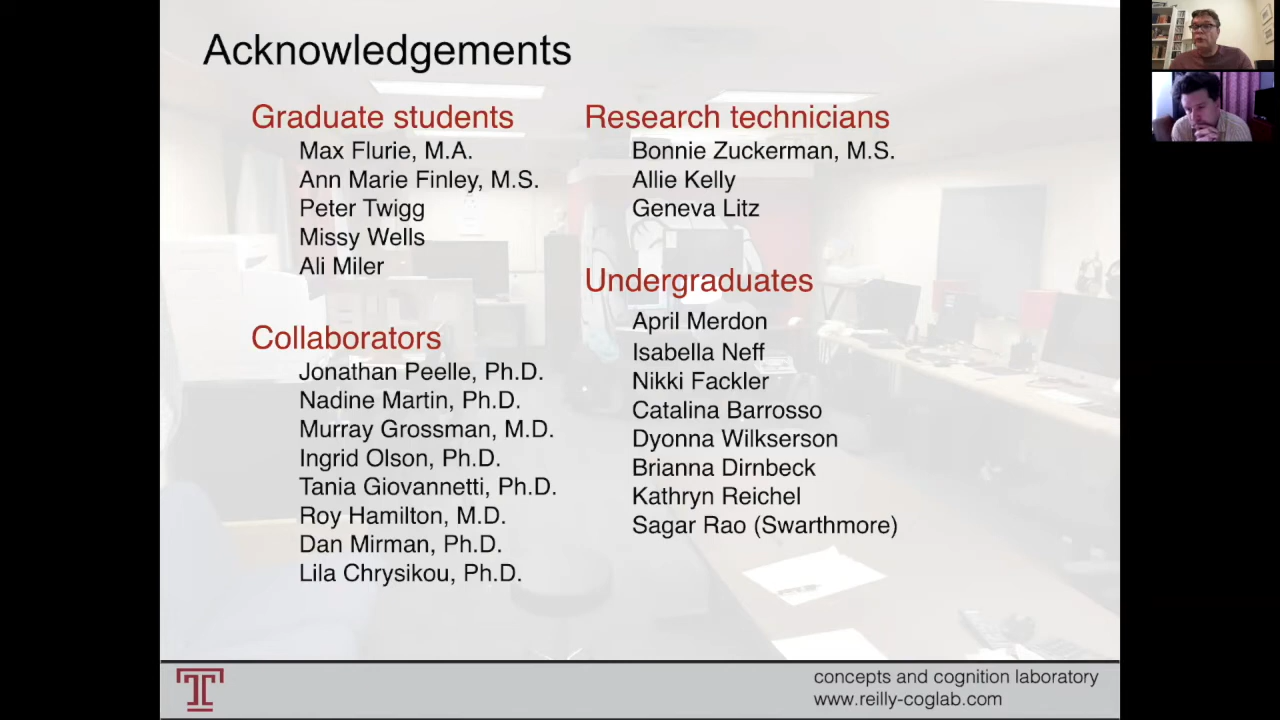 Acknowledgements
Graduate students
Max Flurie, M.A.
Ann Marie Finley, M.S.
Peter Twigg
Missy Wells
Ali Miler
Collaborators
Jonathan Peelle, Ph.D.
Nadine Martin, Ph.D.
Murray Grossman, M.D.
Ingrid Olson, Ph.D.
Tania Giovannetti, Ph.D.
Roy Hamilton, M.D.
Dan Mirman, Ph.D.
Lila Chrysikou, Ph.D.
Research technicians
Bonnie Zuckerman, M.S.
Allie Kelly
Geneva Litz
Undergraduates
April Merdon
Isabella Neff
Nikki Fackler
Catalina Barrosso
Dyonna Wilkserson
Brianna Dirnbeck
Kathryn Reichel
Sagar Rao (Swarthmore)
T
concepts and cognition laboratory
www.reilly-coglab.com